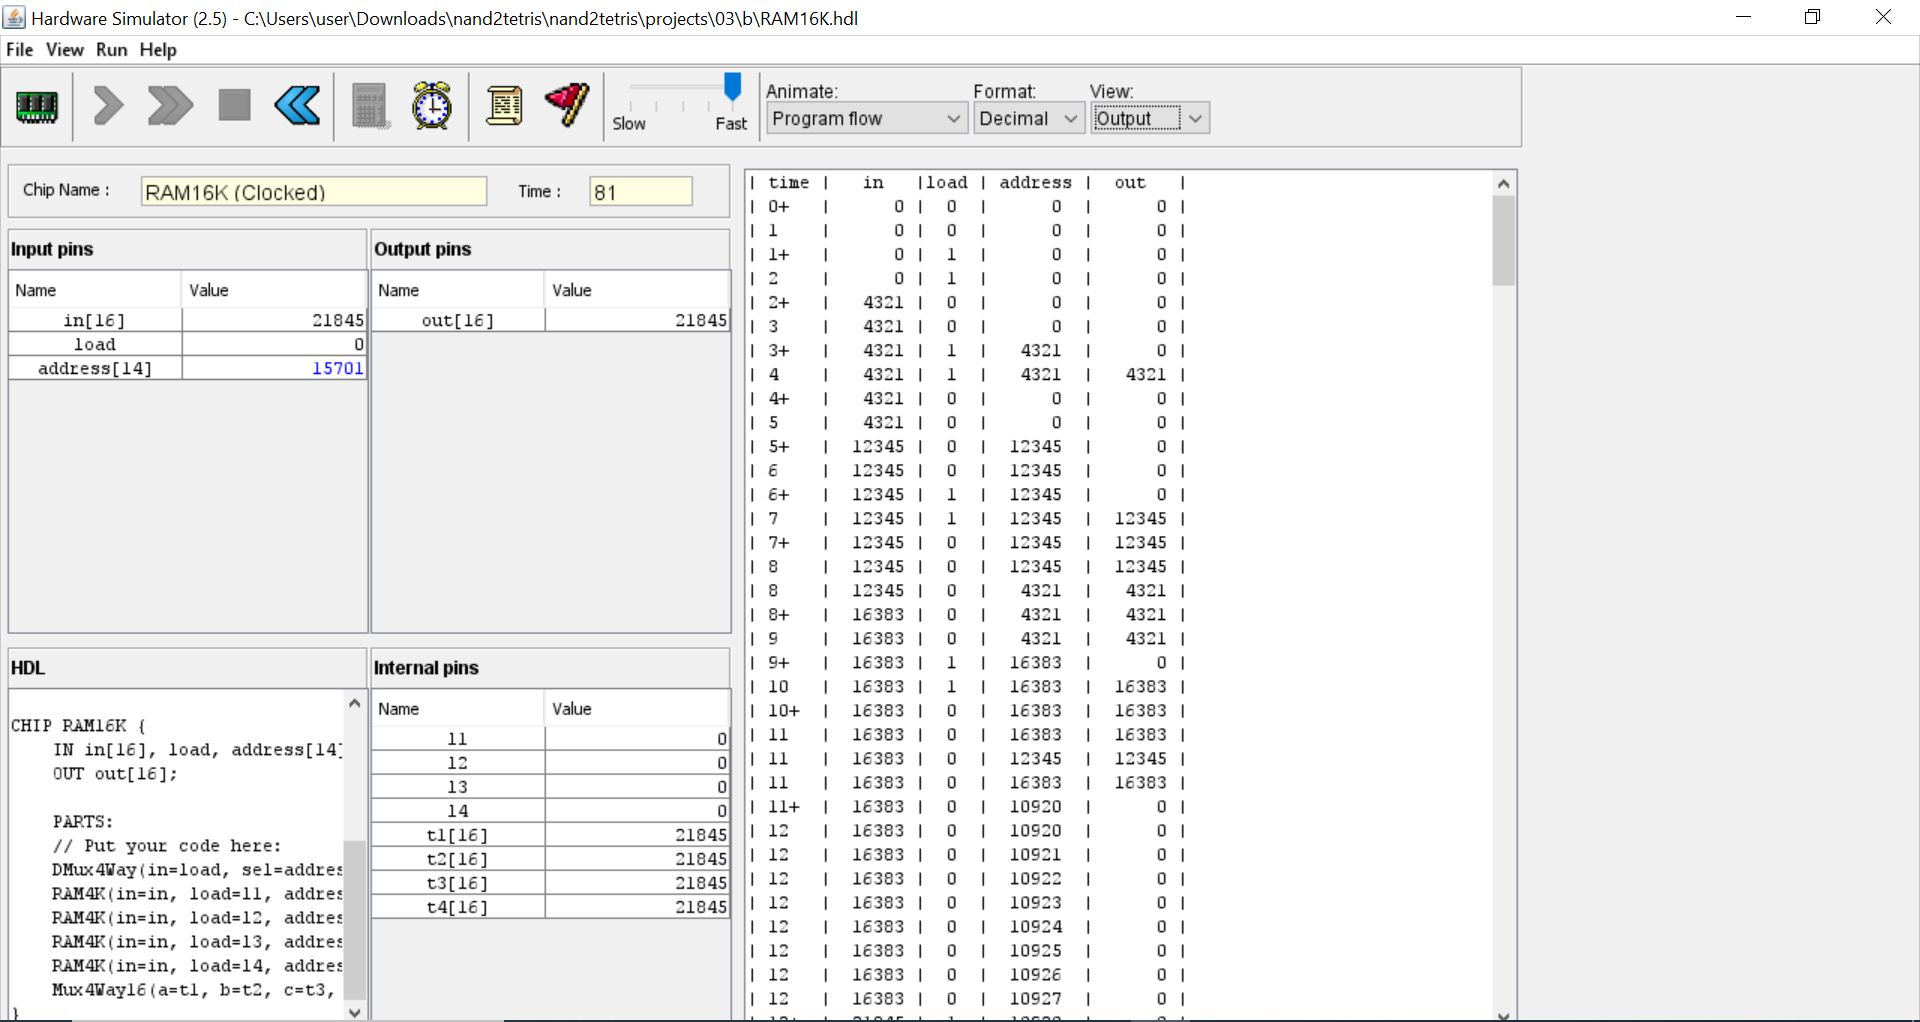 Hardware Simulator (2.5) - C:\Users\user\Downloads\nand2tetris\nand2tetris\projects\03\b\RAM16K.hdl
File View Run Help
Slow Fast
Animate: Format: View:
Program flow Decimal Output
Chip Name : RAM16K (Clocked) Time : 81
Input pins
Name Value
in[16] 21845
load 0
address[14] 15701
Output pins
Name Value
out[16] 21845
HDL
CHIP RAM16K {
IN in[16], load, address[14]
OUT out[16];
PARTS:
// Put your code here:
DMux4Way(in=load, sel=addres
RAM4K(in=in, load=l1, addres
RAM4K(in=in, load=l2, addres
RAM4K(in=in, load=l3, addres
RAM4K(in=in, load=l4, addres
Mux4Way16(a=t1, b=t2, c=t3,
}
Internal pins
Name Value
l1 0
l2 0
l3 0
l4 0
t1[16] 21845
t2[16] 21845
t3[16] 21845
t4[16] 21845
| time | in |load | address | out |
| 0+ | 0 | 0 | 0 | 0 |
| 1 | 0 | 0 | 0 | 0 |
| 1+ | 0 | 1 | 0 | 0 |
| 2 | 0 | 1 | 0 | 0 |
| 2+ | 4321 | 0 | 0 | 0 |
| 3 | 4321 | 0 | 0 | 0 |
| 3+ | 4321 | 1 | 4321 | 0 |
| 4 | 4321 | 1 | 4321 | 4321 |
| 4+ | 4321 | 0 | 0 | 0 |
| 5 | 4321 | 0 | 0 | 0 |
| 5+ | 12345 | 0 | 12345 | 0 |
| 6 | 12345 | 0 | 12345 | 0 |
| 6+ | 12345 | 1 | 12345 | 0 |
| 7 | 12345 | 1 | 12345 | 12345 |
| 7+ | 12345 | 0 | 12345 | 12345 |
| 8 | 12345 | 0 | 12345 | 12345 |
| 8 | 12345 | 0 | 4321 | 4321 |
| 8+ | 16383 | 0 | 4321 | 4321 |
| 9 | 16383 | 0 | 4321 | 4321 |
| 9+ | 16383 | 1 | 16383 | 0 |
| 10 | 16383 | 1 | 16383 | 16383 |
| 10+ | 16383 | 0 | 16383 | 16383 |
| 11 | 16383 | 0 | 16383 | 16383 |
| 11 | 16383 | 0 | 12345 | 12345 |
| 11 | 16383 | 0 | 16383 | 16383 |
| 11+ | 16383 | 0 | 10920 | 0 |
| 12 | 16383 | 0 | 10920 | 0 |
| 12 | 16383 | 0 | 10921 | 0 |
| 12 | 16383 | 0 | 10922 | 0 |
| 12 | 16383 | 0 | 10923 | 0 |
| 12 | 16383 | 0 | 10924 | 0 |
| 12 | 16383 | 0 | 10925 | 0 |
| 12 | 16383 | 0 | 10926 | 0 |
| 12 | 16383 | 0 | 10927 | 0 |